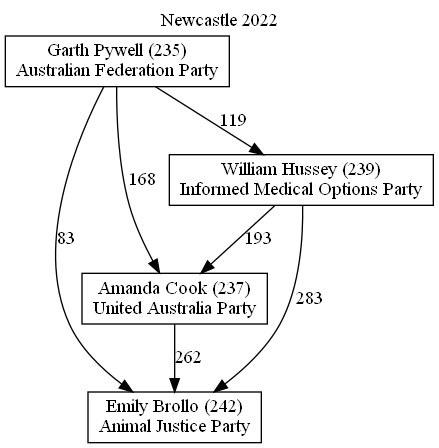 Newcastle 2022
Garth Pywell (235)
Australian Federation Party
119
William Hussey (239)
Informed Medical Options Party
168
83
193
Amanda Cook (237)
United Australia Party
283
262
Emily Brollo (242)
Animal Justice Party